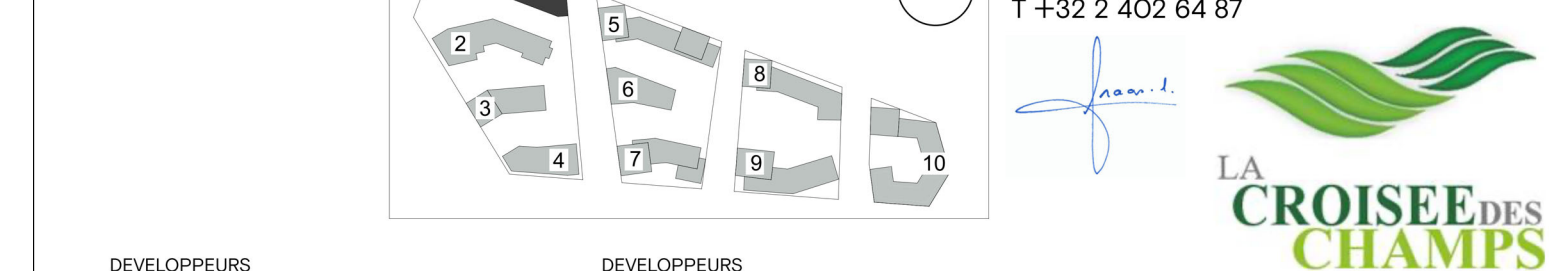 T +32 2 402 64 87
5
2
8
6
3
4
7
9
10
LA
CROISEE DES
CHAMPS
DEVELOPPEURS
DEVELOPPEURS